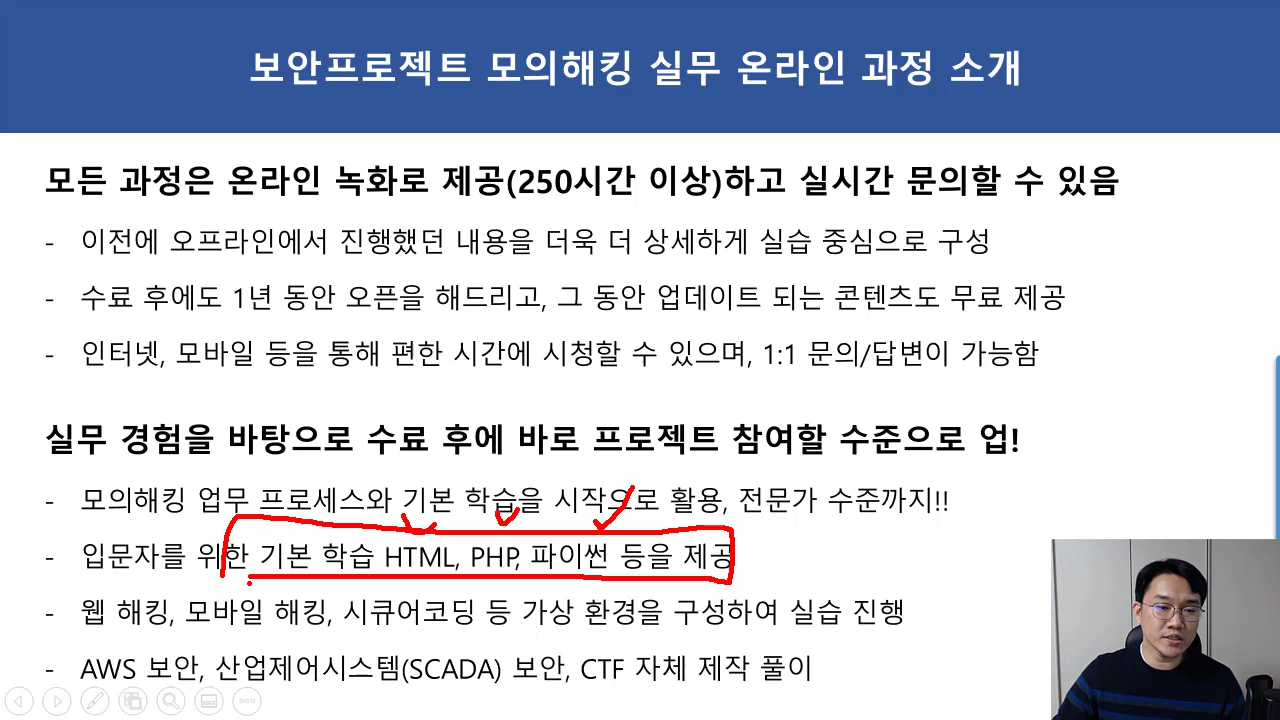 보안프로젝트 모의해킹 실무 온라인 과정 소개
모든 과정은 온라인 녹화로 제공(250시간 이상)하고 실시간 문의할 수 있음
- 이전에 오프라인에서 진행했던 내용을 더욱 더 상세하게 실습 중심으로 구성
- 수료 후에도 1년 동안 오픈을 해드리고, 그 동안 업데이트 되는 콘텐츠도 무료 제공
- 인터넷, 모바일 등을 통해 편한 시간에 시청할 수 있으며, 1:1 문의/답변이 가능함
실무 경험을 바탕으로 수료 후에 바로 프로젝트 참여할 수준으로 업!
- 모의해킹 업무 프로세스와 기본 학습을 시작으로 활용, 전문가 수준까지!!
- 입문자를 위한 기본 학습 HTML, PHP, 파이썬 등을 제공
- 웹 해킹, 모바일 해킹, 시큐어코딩 등 가상 환경을 구성하여 실습 진행
- AWS 보안, 산업제어시스템(SCADA) 보안, CTF 자체 제작 풀이